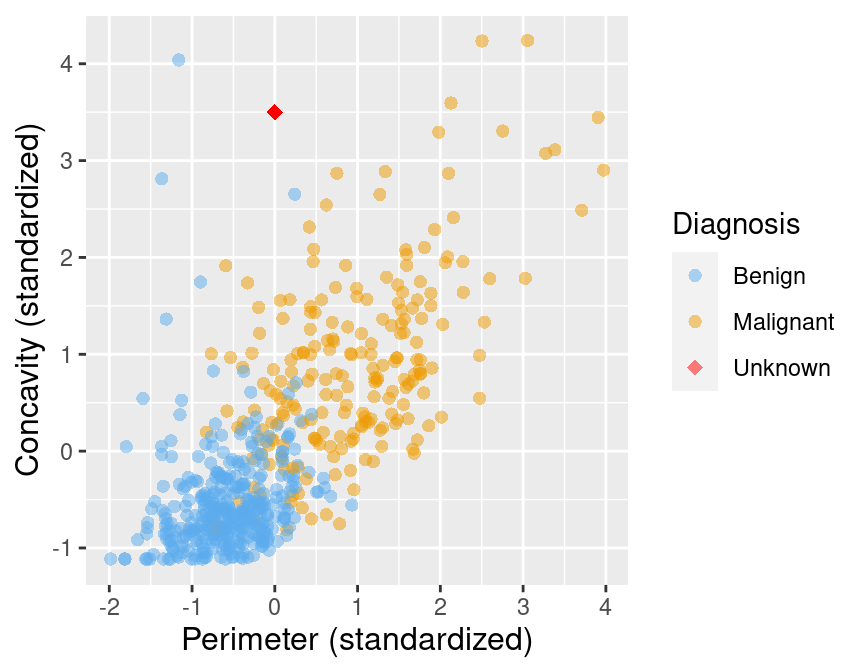 4
3
2
1
0
-1
-2
-1
0
1
2
3
4
Perimeter (standardized)
Concavity (standardized)
Diagnosis
Benign
Malignant
Unknown